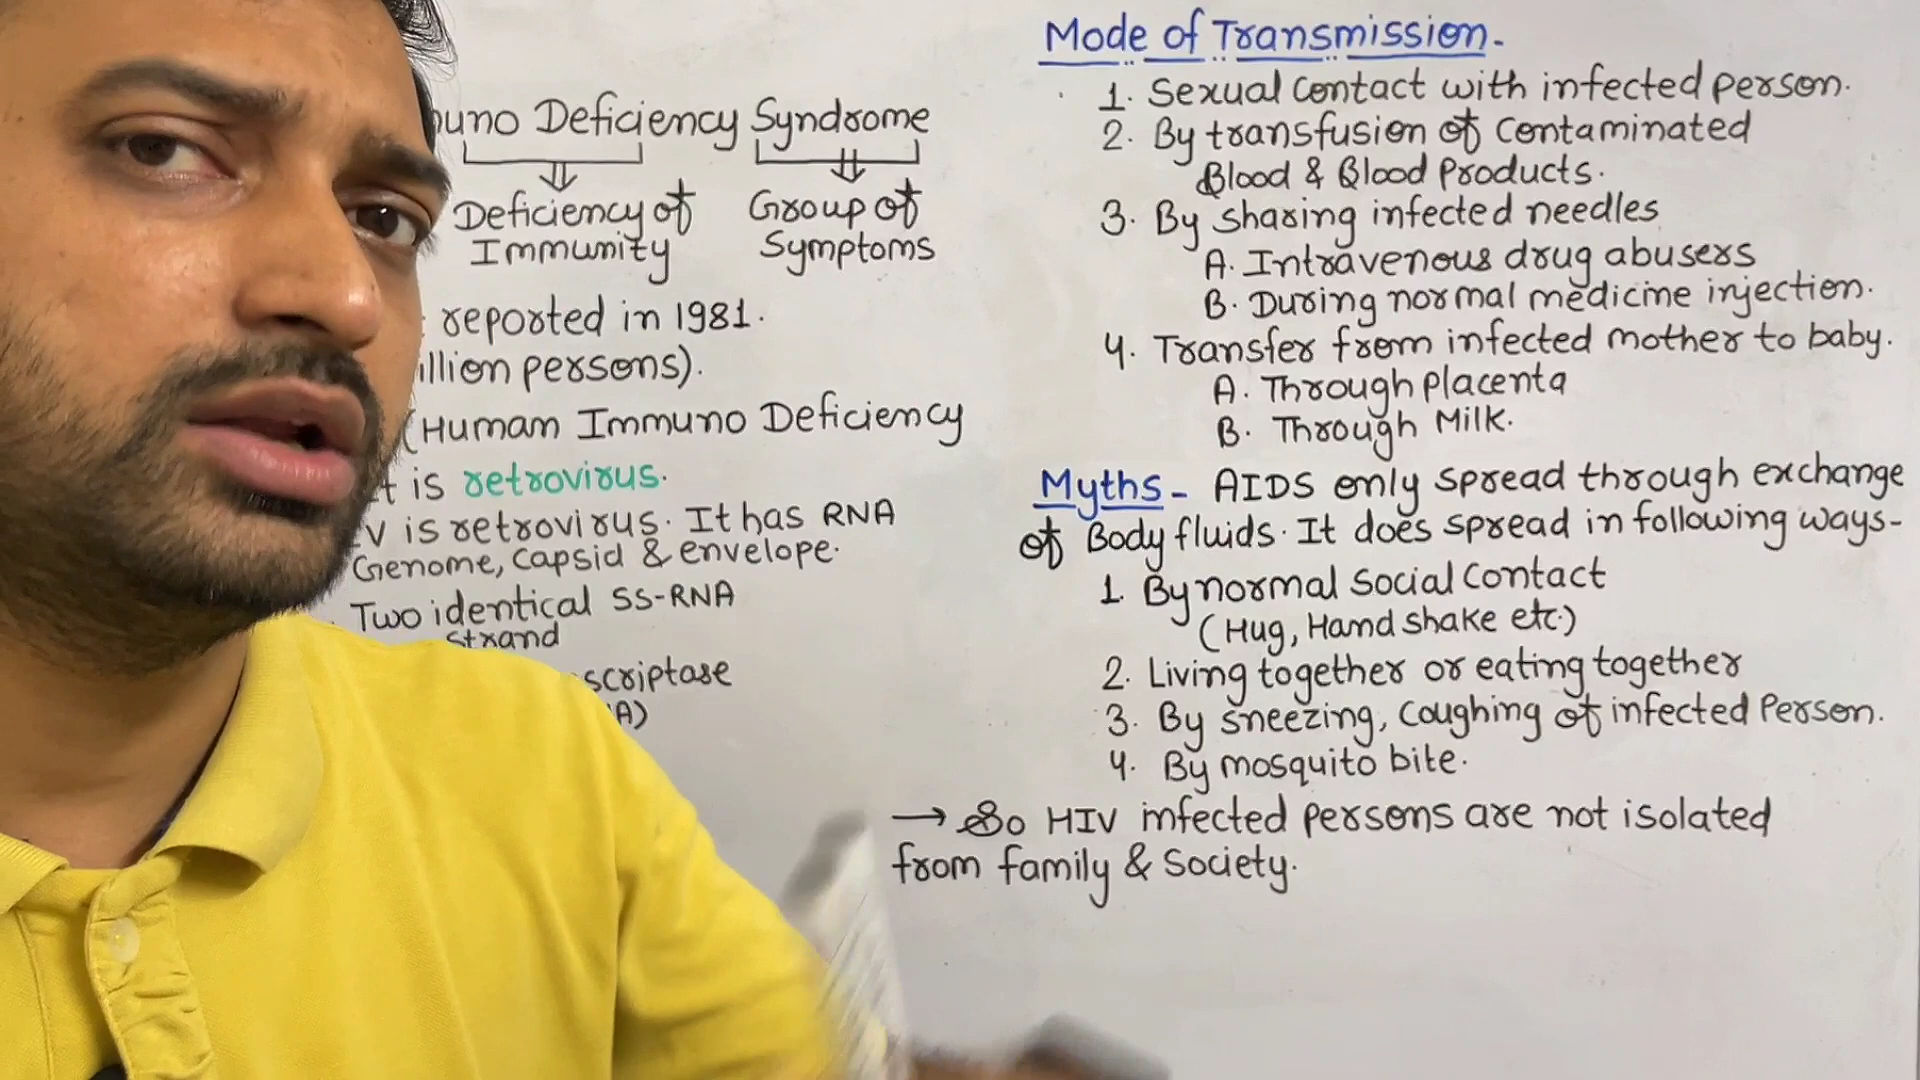 Deficiency Syndrome
Deficiency of
Immunity
Group of
Symptoms
reported in 1981.
persons).
(Human Immuno Deficiency
is retrovirus.
is retrovirus. It has RNA
Genome, capsid & envelope.
Two identical SS-RNA
strand
Mode of Transmission-
1. Sexual contact with infected person.
2. By transfusion of contaminated
Blood & Blood Products.
3. By sharing infected needles
A. Intravenous drug abusers
B. During normal medicine injection.
4. Transfer from infected mother to baby.
A. Through placenta
B. Through Milk.
Myths- AIDS only spread through exchange
of Body fluids. It does spread in following ways-
1. By normal Social Contact
(Hug, Hand shake etc.)
2. Living together or eating together
3. By sneezing, coughing of infected Person.
4. By mosquito bite.
→ So HIV infected persons are not isolated
from family & Society.